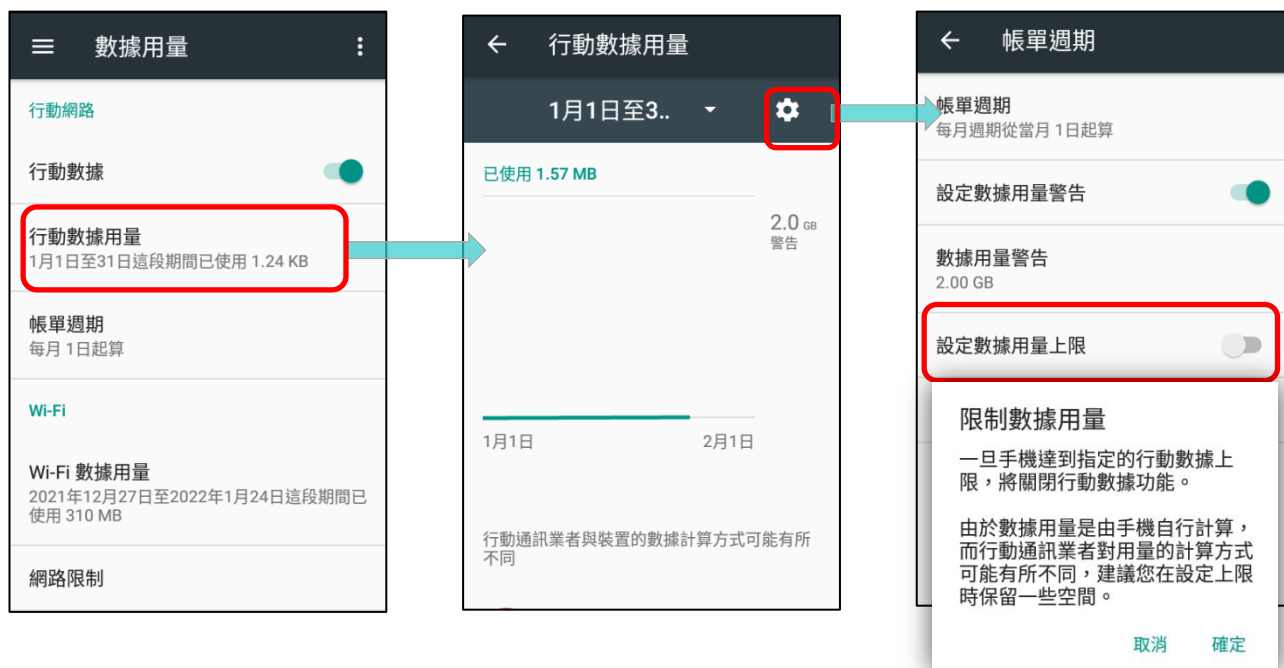 數據用量
行動網路
行動數據
行動數據用量
1月1日至31日這段期間已使用 1.24 KB
帳單週期
每月 1日起算
Wi-Fi
Wi-Fi 數據用量
2021年12月27日至2022年1月24日這段期間已
使用 310 MB
網路限制
行動數據用量
1月1日至3..
已使用 1.57 MB
2.0 GB
警告
1月1日
2月1日
行動通訊業者與裝置的數據計算方式可能有所
不同
帳單週期
帳單週期
每月週期從當月 1日起算
設定數據用量警告
數據用量警告
2.00 GB
設定數據用量上限
限制數據用量
一旦手機達到指定的行動數據上
限，將關閉行動數據功能。
由於數據用量是由手機自行計算，
而行動通訊業者對用量的計算方式
可能有所不同，建議您在設定上限
時保留一些空間。
取消
確定